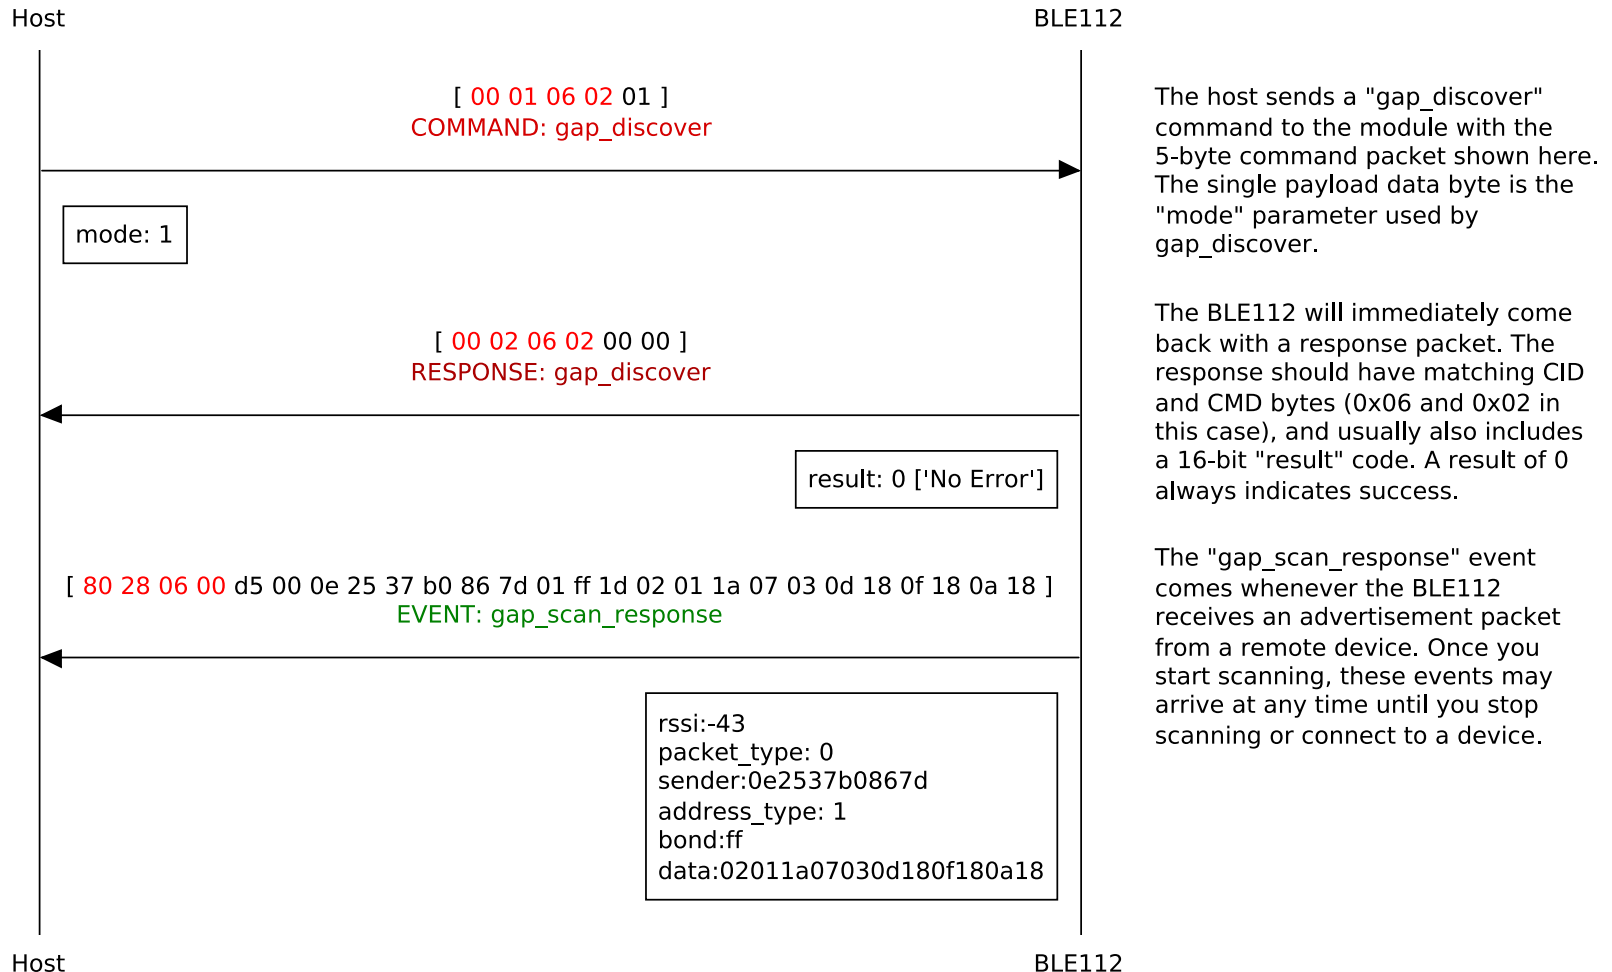 Host
BLE112
[ 00 01 06 02 01 ]
COMMAND: gap_discover
The host sends a "gap_discover"
command to the module with the
5-byte command packet shown here.
The single payload data byte is the
"mode" parameter used by
gap_discover.
mode: 1
[ 00 02 06 02 00 00 ]
RESPONSE: gap_discover
The BLE112 will immediately come
back with a response packet. The
response should have matching CID
and CMD bytes (0x06 and 0x02 in
this case), and usually also includes
a 16-bit "result" code. A result of 0
always indicates success.
result: 0 ['No Error']
[ 80 28 06 00 d5 00 0e 25 37 b0 86 7d 01 ff 1d 02 01 1a 07 03 0d 18 0f 18 0a 18 ]
EVENT: gap_scan_response
The "gap_scan_response" event
comes whenever the BLE112
receives an advertisement packet
from a remote device. Once you
start scanning, these events may
arrive at any time until you stop
scanning or connect to a device.
rssi:-43
packet_type: 0
sender:0e2537b0867d
address_type: 1
bond:ff
data:02011a07030d180f180a18
Host
BLE112